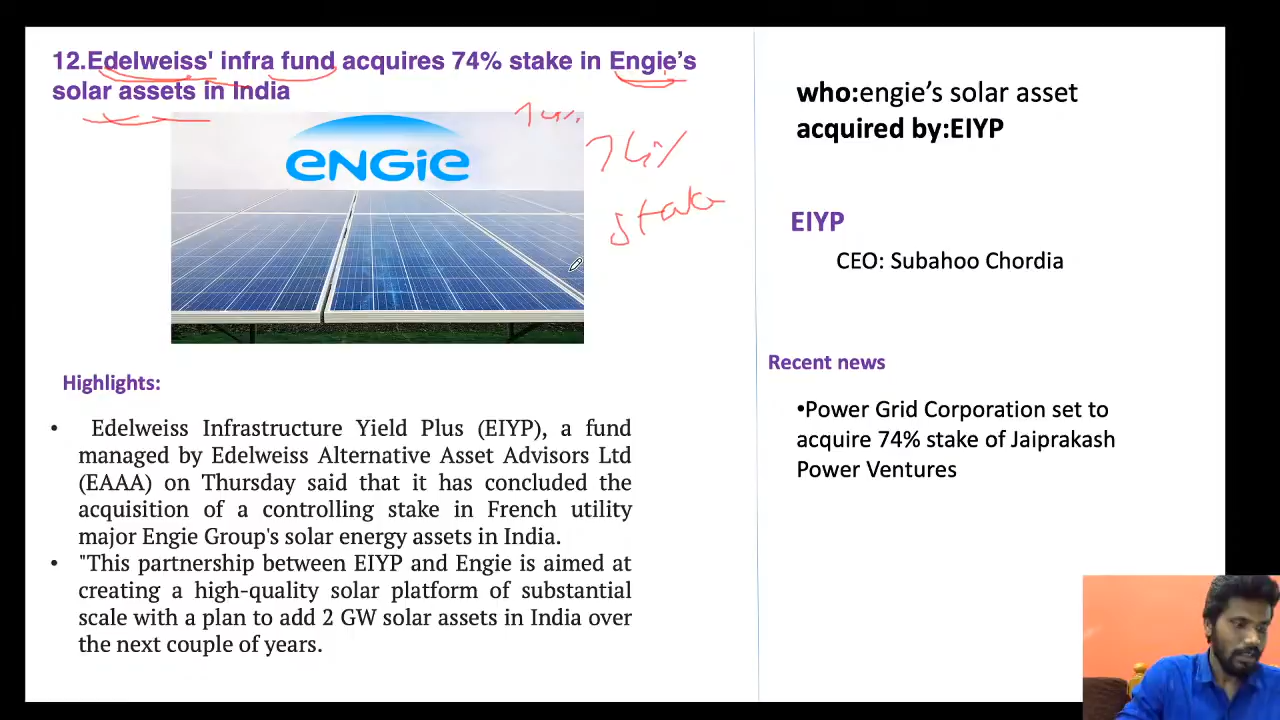 12.Edelweiss' infra fund acquires 74% stake in Engie’s
solar assets in India
ENGIE
74%
74%
stake
Highlights:
• Edelweiss Infrastructure Yield Plus (EIYP), a fund
managed by Edelweiss Alternative Asset Advisors Ltd
(EAAA) on Thursday said that it has concluded the
acquisition of a controlling stake in French utility
major Engie Group's solar energy assets in India.
• "This partnership between EIYP and Engie is aimed at
creating a high-quality solar platform of substantial
scale with a plan to add 2 GW solar assets in India over
the next couple of years.
who:engie’s solar asset
acquired by:EIYP
EIYP
CEO: Subahoo Chordia
Recent news
•Power Grid Corporation set to
acquire 74% stake of Jaiprakash
Power Ventures